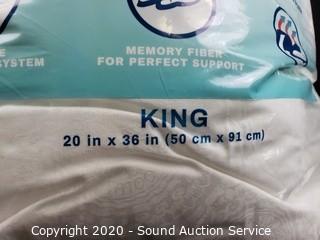 MEMORY FIBER
SYSTEM FOR PERFECT SUPPORT
KING
20 in x 36 in (50 cm x 91 cm)
Copyright 2020 - Sound Auction Service